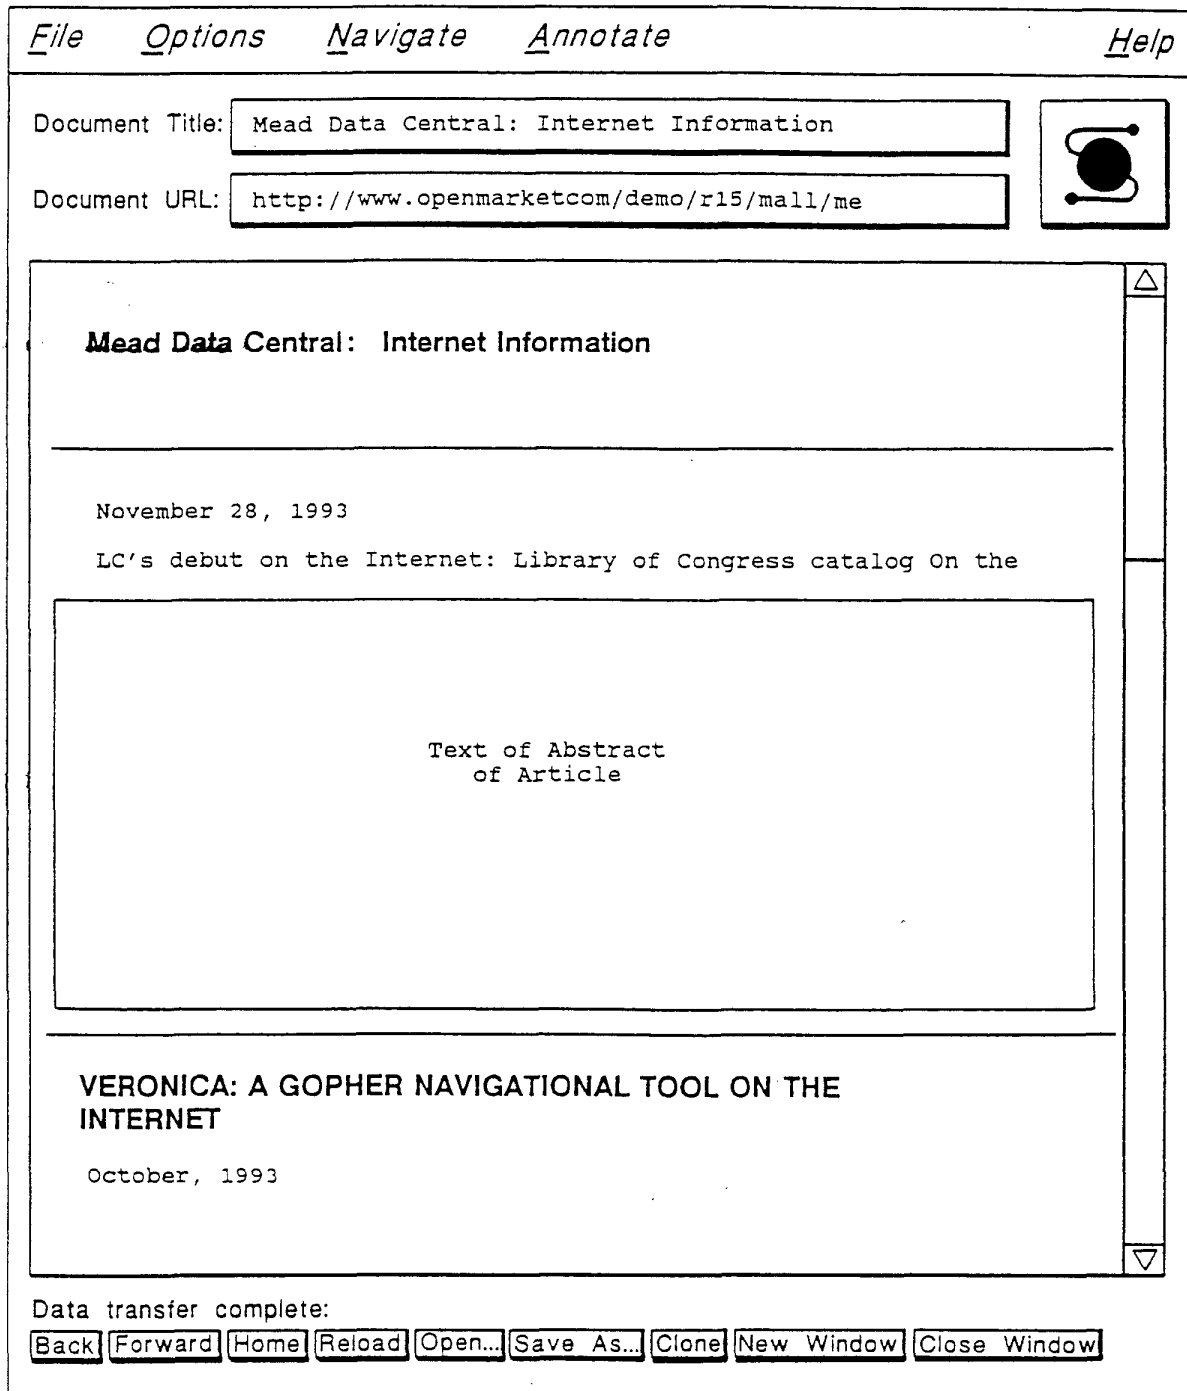 File Options Navigate Annotate Help
Document Title: Mead Data Central: Internet Information
Document URL: http://www.openmarketcom/demo/r15/mall/me
Mead Data Central: Internet Information
November 28, 1993
LC's debut on the Internet: Library of Congress catalog On the
Text of Abstract
of Article
VERONICA: A GOPHER NAVIGATIONAL TOOL ON THE
INTERNET
October, 1993
Data transfer complete:
Back Forward Home Reload Open... Save As... Clone New Window Close Window